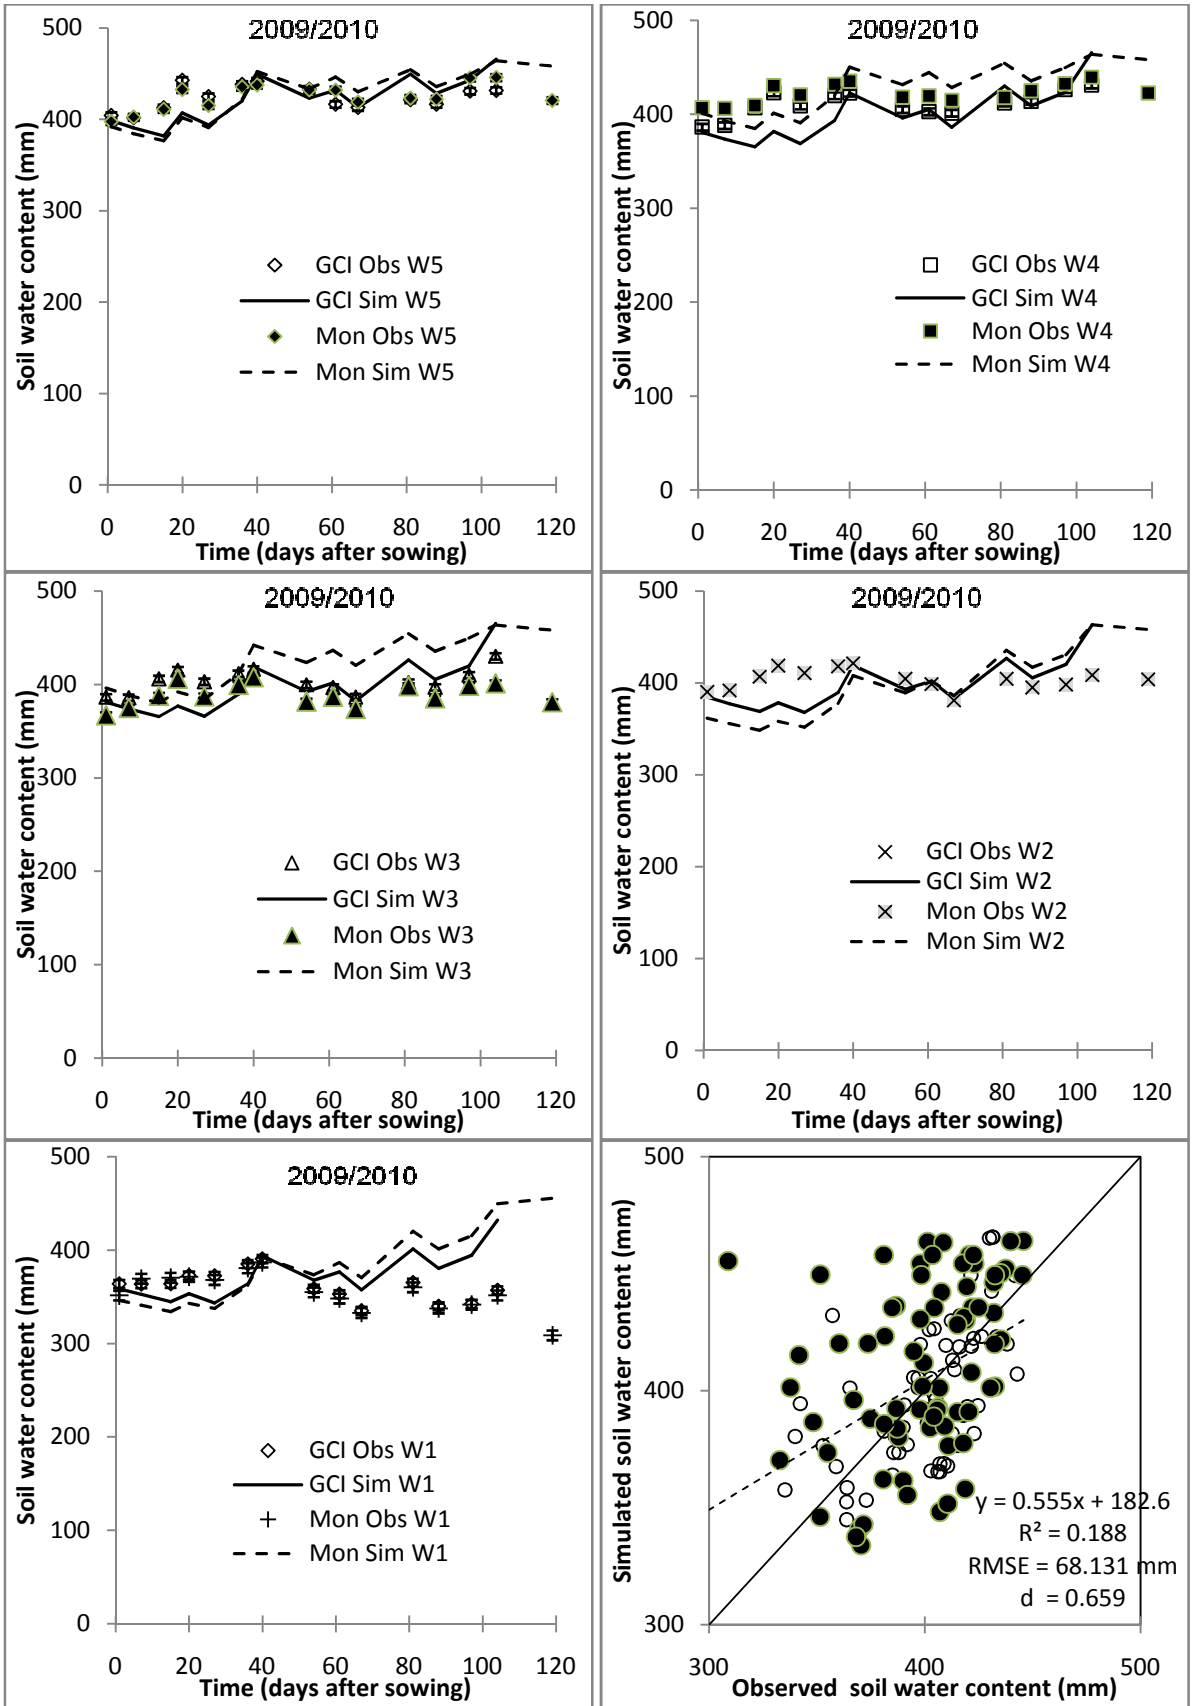 2009/2010
500
400
300
200
100
0
Soil water content (mm)
GCI Obs W5
GCI Sim W5
Mon Obs W5
Mon Sim W5
0 20 40 60 80 100 120
Time (days after sowing)
2009/2010
500
400
300
200
100
0
Soil water content (mm)
GCI Obs W4
GCI Sim W4
Mon Obs W4
Mon Sim W4
0 20 40 60 80 100 120
Time (days after sowing)
2009/2010
500
400
300
200
100
0
Soil water content (mm)
GCI Obs W3
GCI Sim W3
Mon Obs W3
Mon Sim W3
0 20 40 60 80 100 120
Time (days after sowing)
2009/2010
500
400
300
200
100
0
Soil water content (mm)
GCI Obs W2
GCI Sim W2
Mon Obs W2
Mon Sim W2
0 20 40 60 80 100 120
Time (days after sowing)
2009/2010
500
400
300
200
100
0
Soil water content (mm)
GCI Obs W1
GCI Sim W1
Mon Obs W1
Mon Sim W1
0 20 40 60 80 100 120
Time (days after sowing)
500
400
300
Simulated soil water content (mm)
y = 0.555x + 182.6
R² = 0.188
RMSE = 68.131 mm
d = 0.659
300 400 500
Observed soil water content (mm)